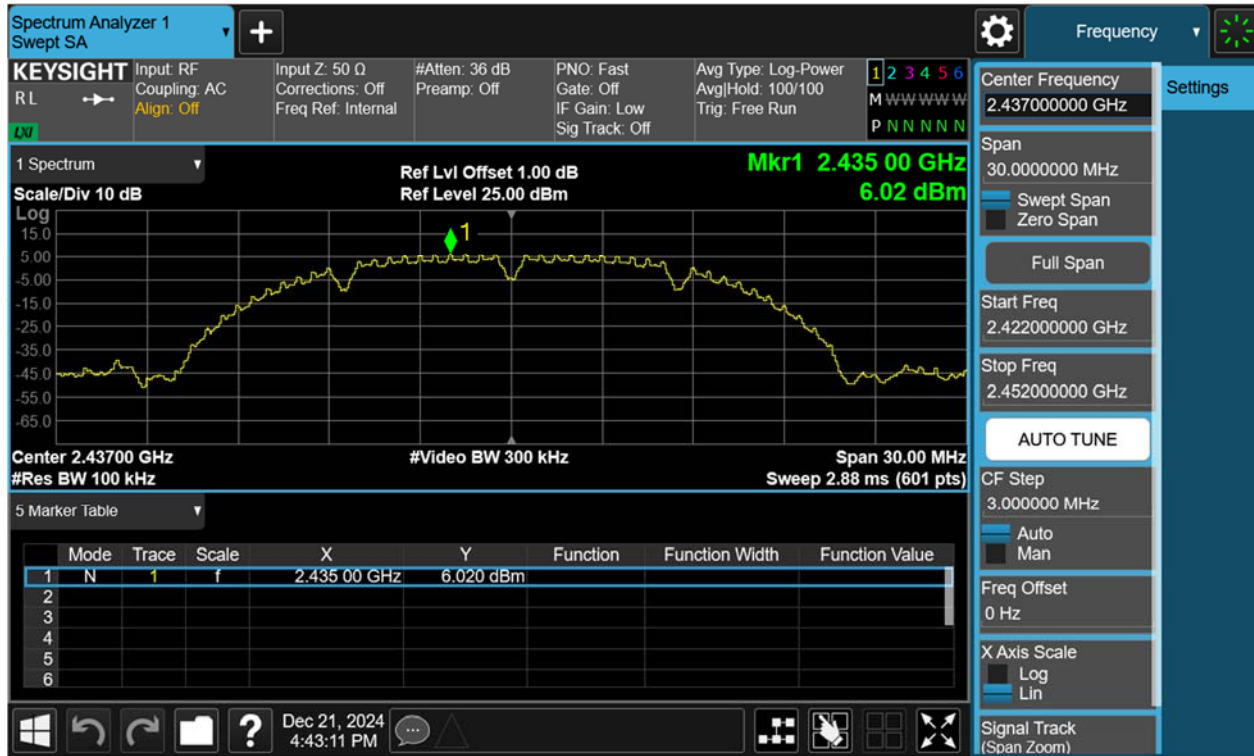 Spectrum Analyzer 1
Swept SA
Frequency
KEYSIGHT
RL
LXI
Input: RF
Coupling: AC
Align: Off
Input Z: 50 Ω
Corrections: Off
Freq Ref: Internal
#Atten: 36 dB
Preamp: Off
PNO: Fast
Gate: Off
IF Gain: Low
Sig Track: Off
Avg Type: Log-Power
Avg|Hold: 100/100
Trig: Free Run
1 2 3 4 5 6
M W W W W W
P N N N N N
Center Frequency
2.437000000 GHz
Settings
1 Spectrum
Scale/Div 10 dB
Ref Lvl Offset 1.00 dB
Ref Level 25.00 dBm
Mkr1 2.435 00 GHz
6.02 dBm
Log
15.0
5.00
-5.00
-15.0
-25.0
-35.0
-45.0
-55.0
-65.0
1
Center 2.43700 GHz
#Res BW 100 kHz
#Video BW 300 kHz
Span 30.00 MHz
Sweep 2.88 ms (601 pts)
Span
30.0000000 MHz
Swept Span
Zero Span
Full Span
Start Freq
2.422000000 GHz
Stop Freq
2.452000000 GHz
AUTO TUNE
CF Step
3.000000 MHz
Auto
Man
Freq Offset
0 Hz
X Axis Scale
Log
Lin
Signal Track
(Span Zoom)
5 Marker Table
Mode Trace Scale X Y Function Function Width Function Value
1 N 1 f 2.435 00 GHz 6.020 dBm
2
3
4
5
6
?
Dec 21, 2024
4:43:11 PM